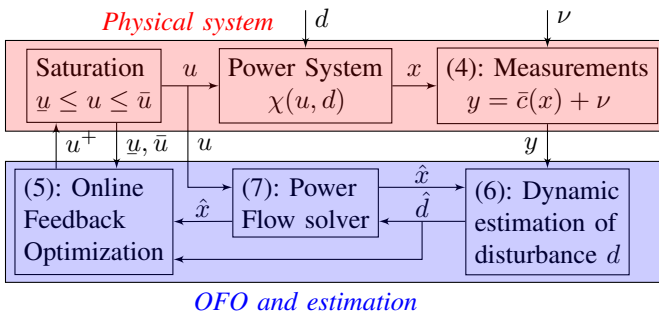 Physical system
d
ν
Saturation
u̲ ≤ u ≤ ū
u
Power System
χ(u, d)
x
(4): Measurements
y = c̄(x) + ν
u⁺
u̲, ū
u
y
(5): Online
Feedback
Optimization
x̂
(7): Power
Flow solver
x̂
d̂
(6): Dynamic
estimation of
disturbance d
OFO and estimation